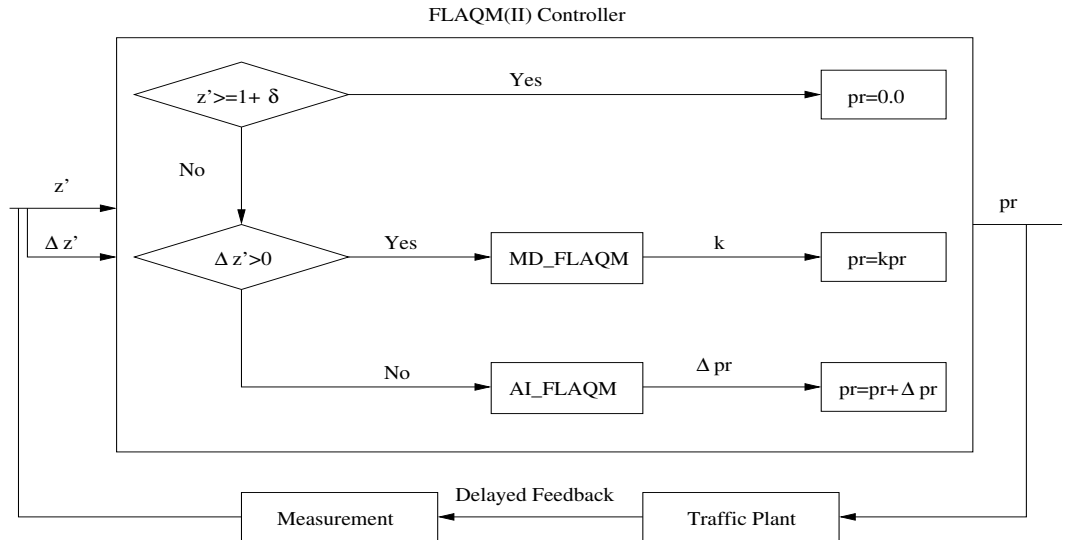 FLAQM(II) Controller
z'>=1+ δ
Yes
pr=0.0
No
z'
Δ z'
Δ z'>0
Yes
MD_FLAQM
k
pr=kpr
pr
No
AI_FLAQM
Δ pr
pr=pr+Δ pr
Delayed Feedback
Measurement
Traffic Plant